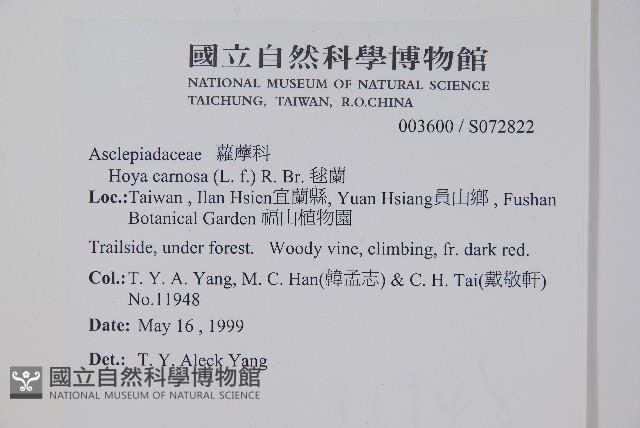 國立自然科學博物館
NATIONAL MUSEUM OF NATURAL SCIENCE
TAICHUNG, TAIWAN, R.O.CHINA
003600 / S072822
Asclepiadaceae 蘿藦科
Hoya carnosa (L. f.) R. Br. 毬蘭
Loc.:Taiwan , Ilan Hsien宜蘭縣, Yuan Hsiang員山鄉 , Fushan
Botanical Garden 福山植物園
Trailside, under forest. Woody vine, climbing, fr. dark red.
Col.:T. Y. A. Yang, M. C. Han(韓孟志) & C. H. Tai(戴敬軒)
No.11948
Date: May 16 , 1999
Det.: T. Y. Aleck Yang
國立自然科學博物館
NATIONAL MUSEUM OF NATURAL SCIENCE